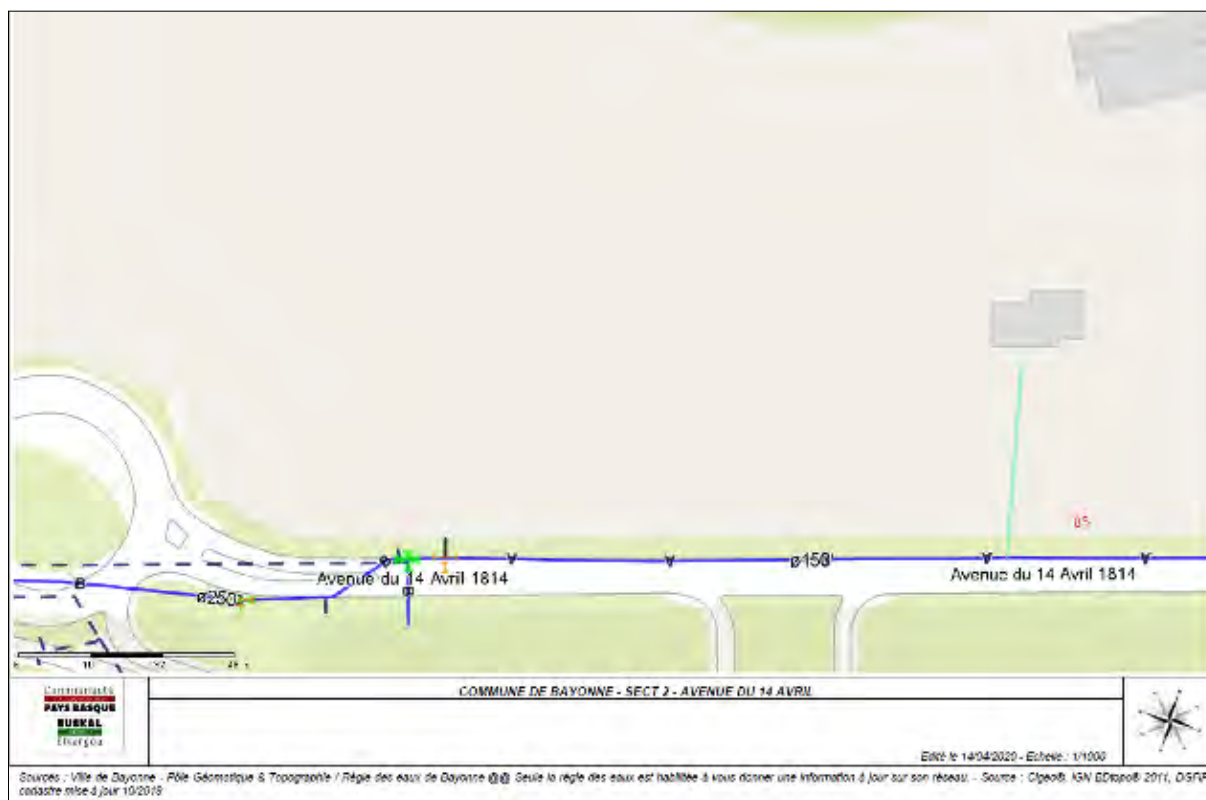 85
ø150
Avenue du 14 Avril 1814
Avenue du 14 Avril 1814
B
B
ø250
Communauté
PAYS BASQUE
EUSKAL
Elkargoa
COMMUNE DE BAYONNE - SECT 2 - AVENUE DU 14 AVRIL
Edité le 14/04/2020 - Echelle : 1/1000
Sources : Ville de Bayonne - Pôle Géomatique & Topographie / Régie des eaux de Bayonne @@ Seule la régie des eaux est habilitée à vous donner une information à jour sur son réseau. - Source : Cigeo®, IGN BDtopo® 2011, DGFiP
cadastre mise à jour 10/2019